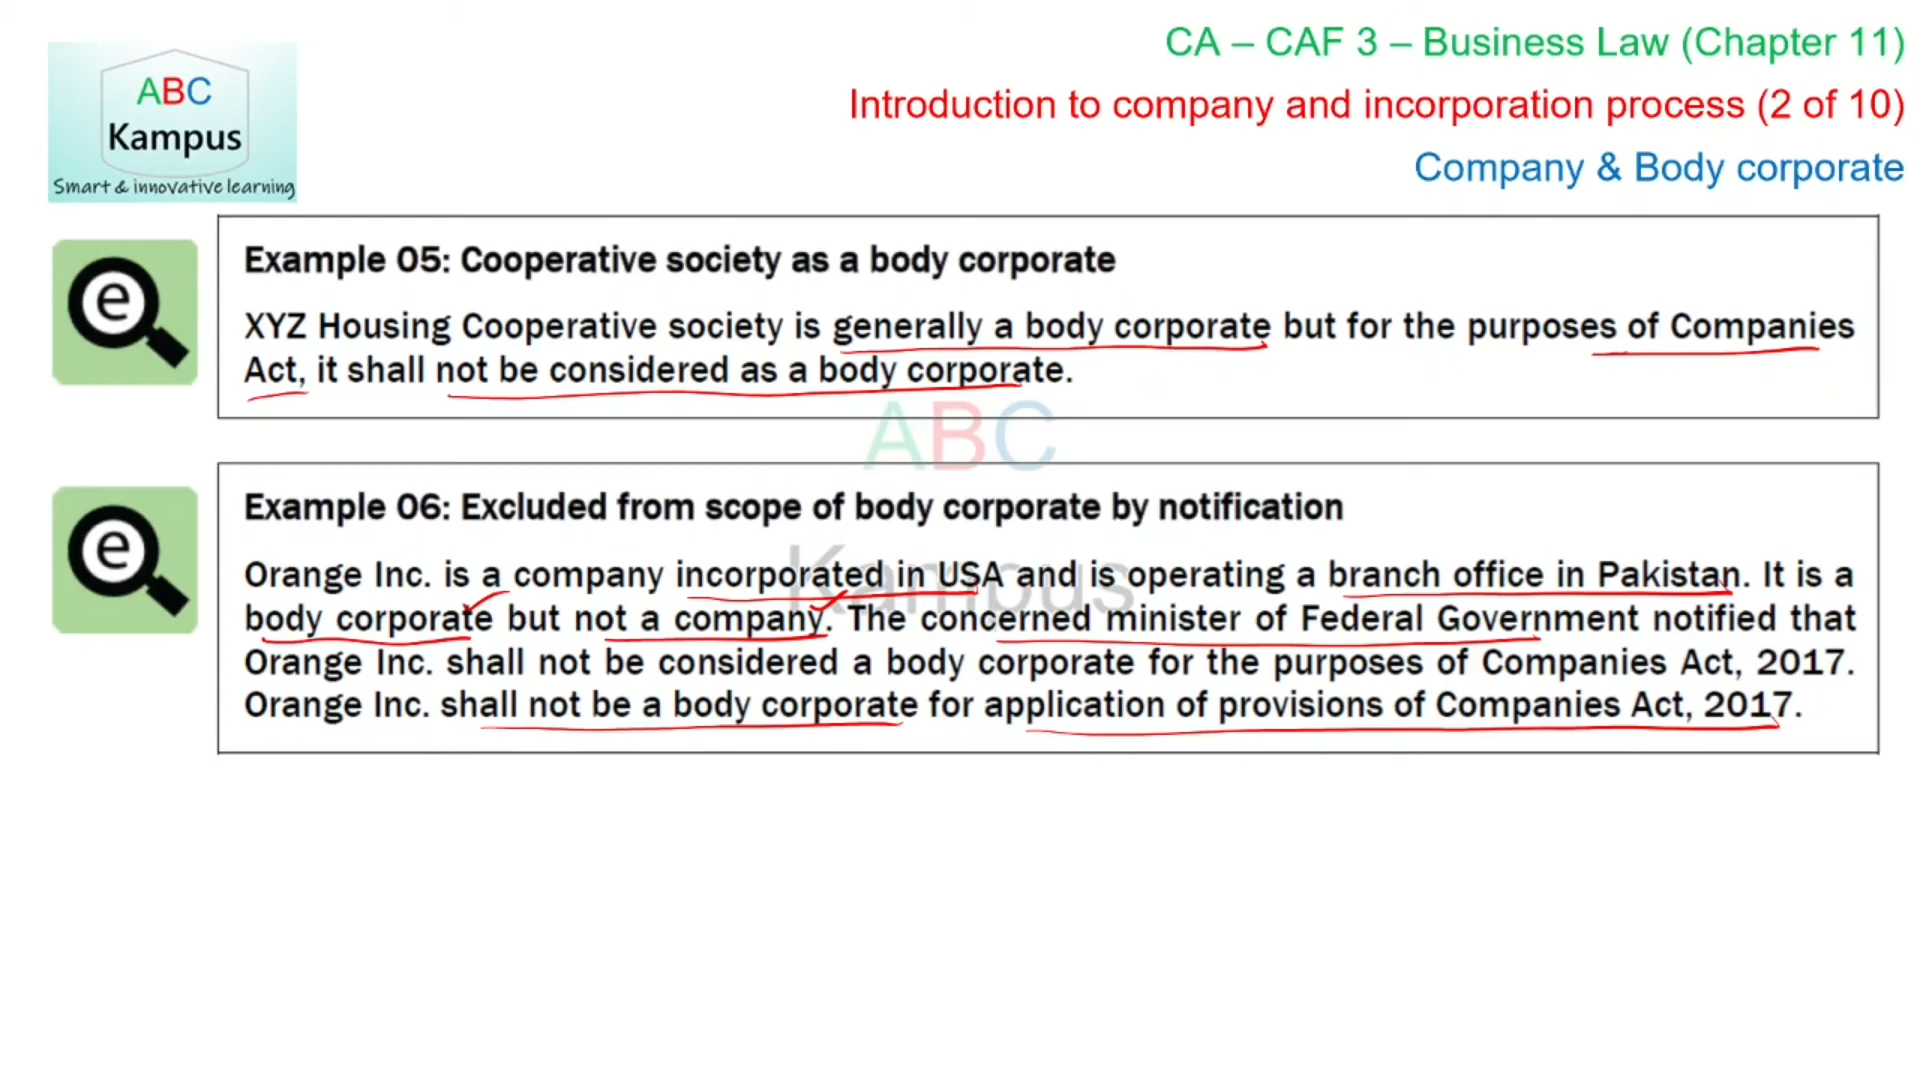 CA – CAF 3 – Business Law (Chapter 11)
ABC
Kampus
Smart & innovative learning
Introduction to company and incorporation process (2 of 10)
Company & Body corporate
e
Example 05: Cooperative society as a body corporate
XYZ Housing Cooperative society is generally a body corporate but for the purposes of Companies
Act, it shall not be considered as a body corporate.
ABC
Kampus
e
Example 06: Excluded from scope of body corporate by notification
Orange Inc. is a company incorporated in USA and is operating a branch office in Pakistan. It is a
body corporate but not a company. The concerned minister of Federal Government notified that
Orange Inc. shall not be considered a body corporate for the purposes of Companies Act, 2017.
Orange Inc. shall not be a body corporate for application of provisions of Companies Act, 2017.